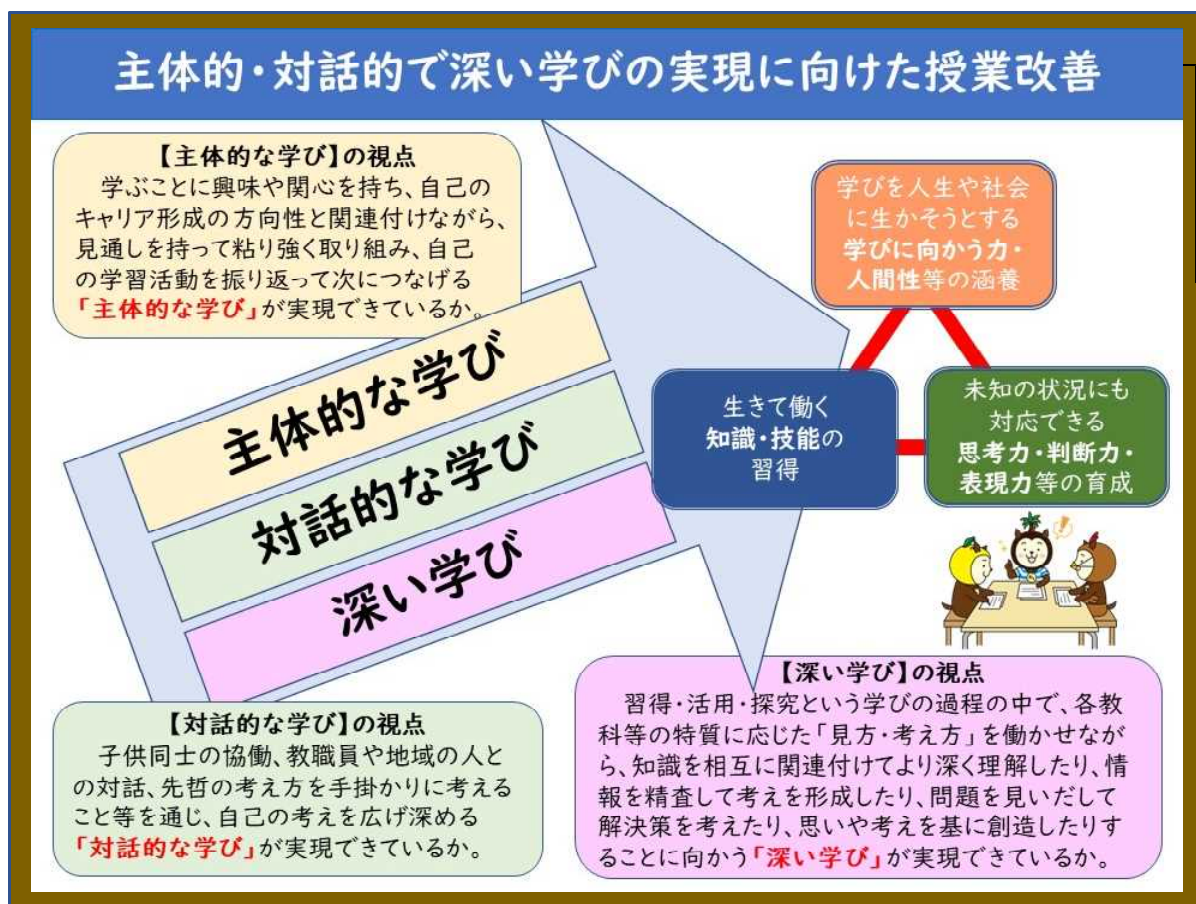 主体的・対話的で深い学びの実現に向けた授業改善
【主体的な学び】の視点
学ぶことに興味や関心を持ち、自己の
キャリア形成の方向性と関連付けながら、
見通しを持って粘り強く取り組み、自己
の学習活動を振り返って次につなげる
「主体的な学び」が実現できているか。
学びを人生や社会
に生かそうとする
学びに向かう力・
人間性等の涵養
生きて働く
知識・技能の
習得
未知の状況にも
対応できる
思考力・判断力・
表現力等の育成
主体的な学び
対話的な学び
深い学び
【対話的な学び】の視点
子供同士の協働、教職員や地域の人と
の対話、先哲の考え方を手掛かりに考える
こと等を通じ、自己の考えを広げ深める
「対話的な学び」が実現できているか。
【深い学び】の視点
習得・活用・探究という学びの過程の中で、各教
科等の特質に応じた「見方・考え方」を働かせなが
ら、知識を相互に関連付けてより深く理解したり、情
報を精査して考えを形成したり、問題を見いだして
解決策を考えたり、思いや考えを基に創造したりす
ることに向かう「深い学び」が実現できているか。